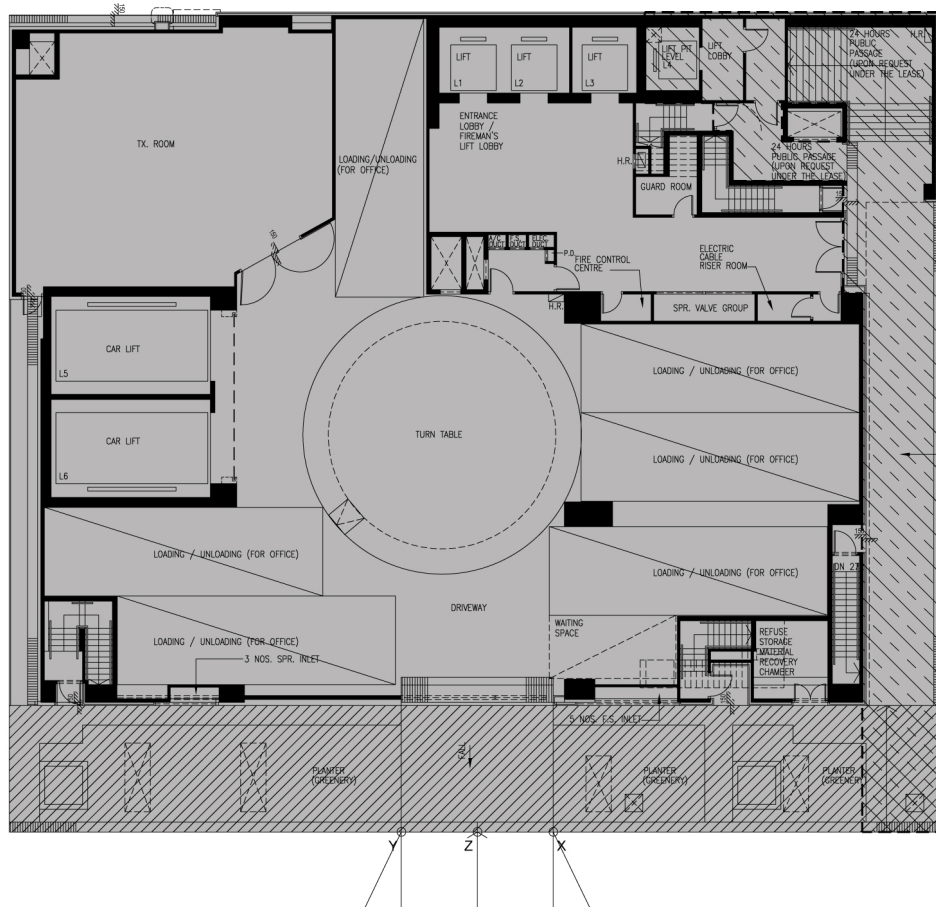 151
24 HOURS
PUBLIC
PASSAGE
(UPON REQUEST
UNDER THE LEASE)
H.R.
LIFT
L1
LIFT
L2
LIFT
L3
LIFT PIT
LEVEL
L4
LIFT
LOBBY
ENTRANCE
LOBBY /
FIREMAN'S
LIFT LOBBY
TX. ROOM
LOADING/UNLOADING
(FOR OFFICE)
24 HOURS
PUBLIC PASSAGE
(UPON REQUEST
UNDER THE LEASE)
H.R.
GUARD ROOM
150
A/C
DUCT
F.S.
DUCT
ELEC.
DUCT
P.D.
FIRE CONTROL
CENTRE
ELECTRIC
CABLE
RISER ROOM
H.R.
SPR. VALVE GROUP
CAR LIFT
L5
LOADING / UNLOADING (FOR OFFICE)
CAR LIFT
L6
TURN TABLE
LOADING / UNLOADING (FOR OFFICE)
LOADING / UNLOADING (FOR OFFICE)
LOADING / UNLOADING (FOR OFFICE)
DN 27
DRIVEWAY
WAITING
SPACE
LOADING / UNLOADING (FOR OFFICE)
REFUSE
STORAGE
MATERIAL
RECOVERY
CHAMBER
3 NOS. SPR. INLET
5 NOS. F.S. INLET
FALL
PLANTER
(GREENERY)
PLANTER
(GREENERY)
PLANTER
(GREENERY
Y
Z
X